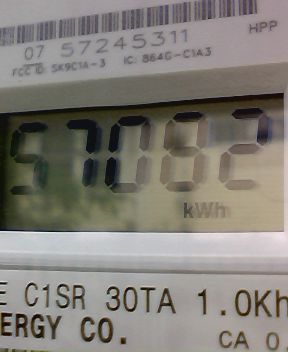 HPP
07 57245311
FCC ID: SK9C1A-3 IC: 864G-C1A3
57082
kWh
E C1SR 30TA 1.0Kh
ERGY CO. CA 0.